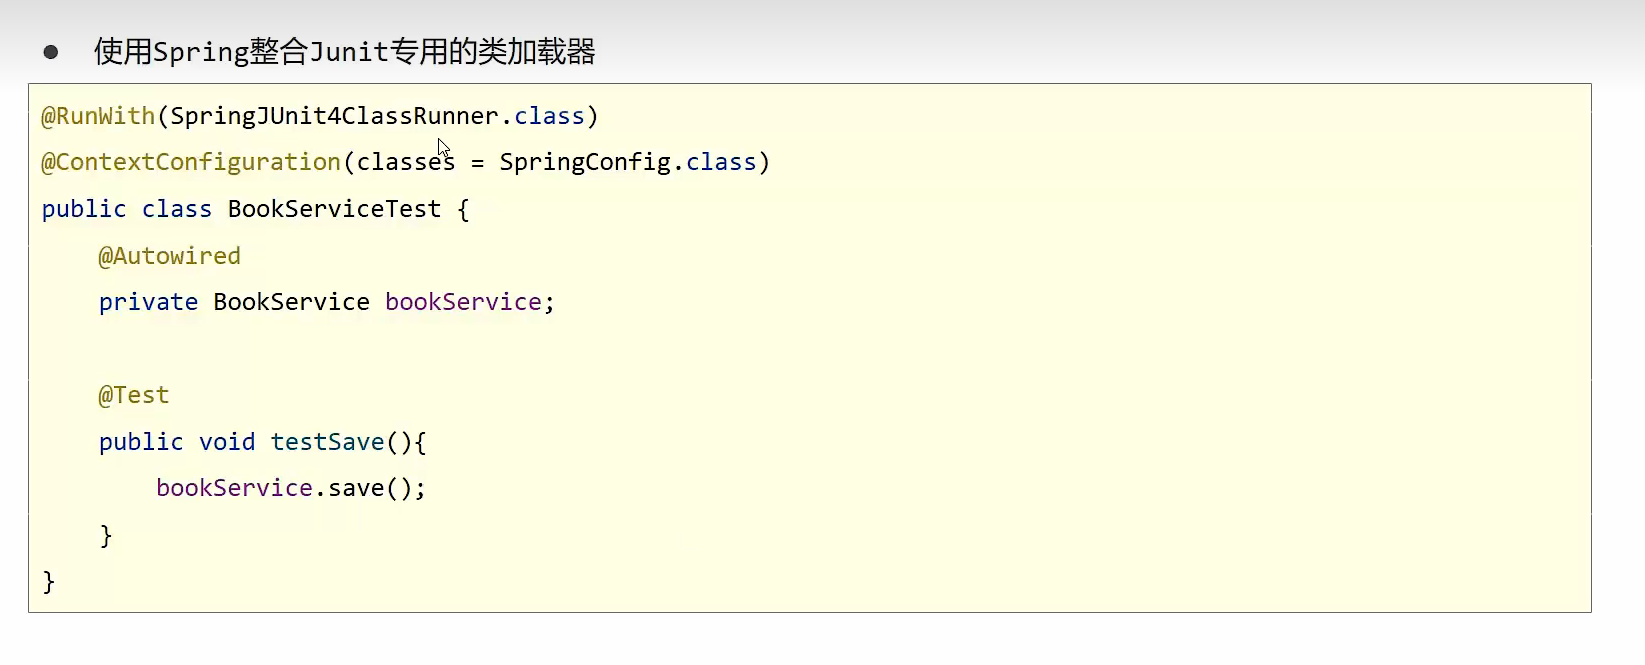 ● 使用Spring整合Junit专用的类加载器
@RunWith(SpringJUnit4ClassRunner.class)
@ContextConfiguration(classes = SpringConfig.class)
public class BookServiceTest {
    @Autowired
    private BookService bookService;

    @Test
    public void testSave(){
        bookService.save();
    }
}